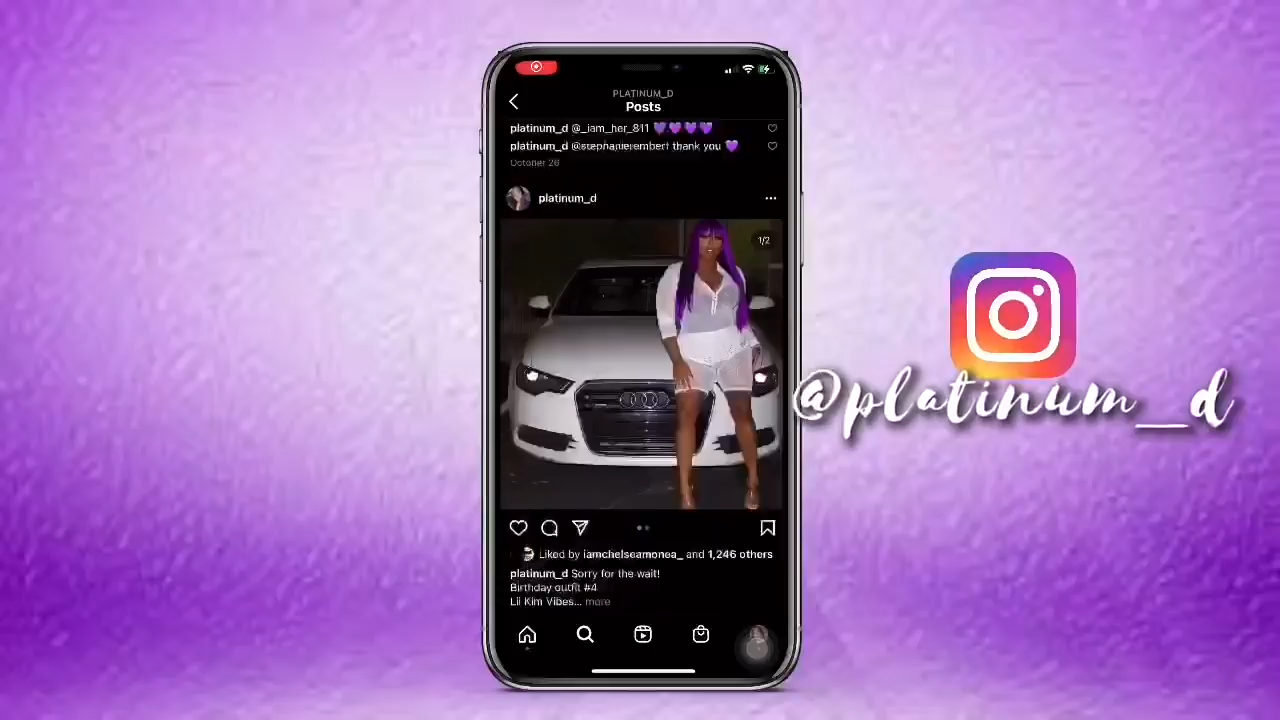 PLATINUM_D
Posts
platinum_d @_iam_her_811 💜💜💜💜
platinum_d @stephanierembert thank you 💜
October 26
platinum_d
1/2
Liked by iamchelseamonea_ and 1,246 others
platinum_d Sorry for the wait!
Birthday outfit #4
Lil Kim Vibes... more
@platinum_d